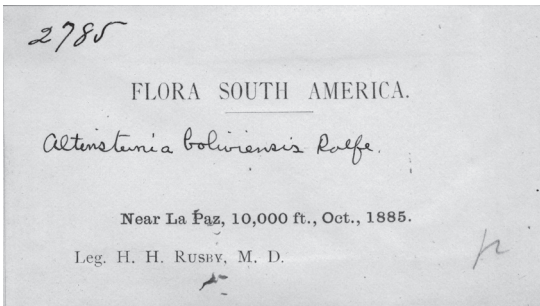 2785
FLORA SOUTH AMERICA.
Altensteinia boliviensis Rolfe.
Near La Paz, 10,000 ft., Oct., 1885.
Leg. H. H. Rusby, M. D.